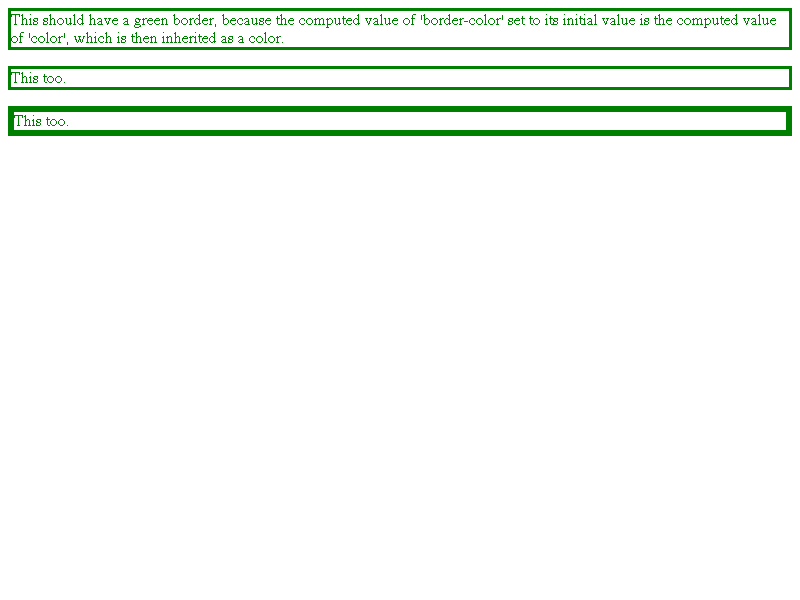 This should have a green border, because the computed value of 'border-color' set to its initial value is the computed value
of 'color', which is then inherited as a color.
This too.
This too.